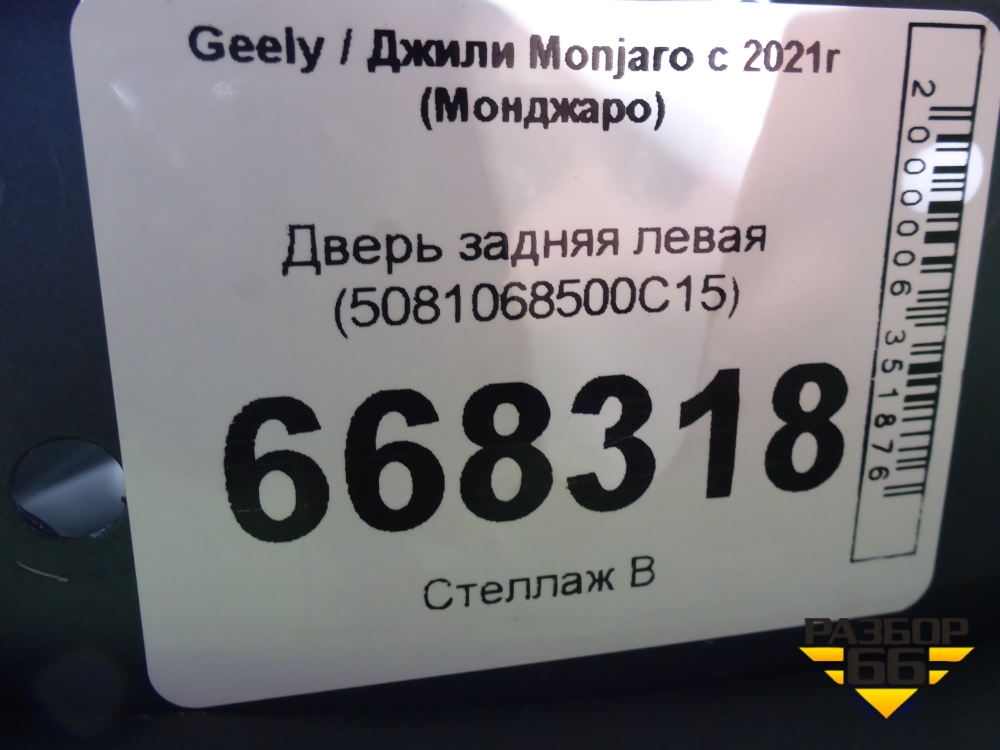 Geely / Джили Monjaro с 2021г
(Монджаро)
Дверь задняя левая
(5081068500C15)
668318
Стеллаж В
2000006351876
РАЗБОР
66